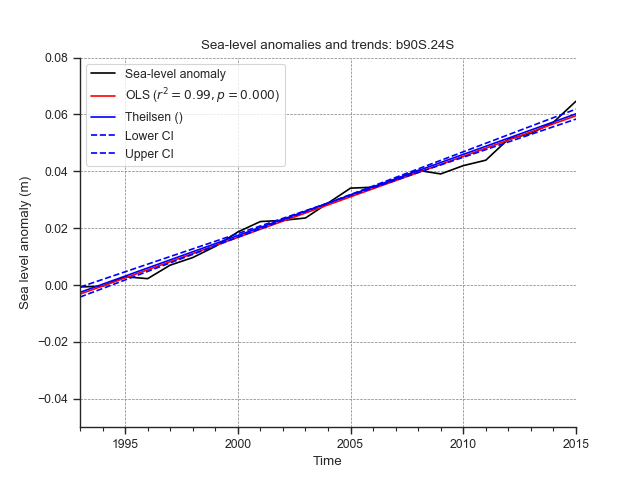 Sea-level anomalies and trends: b90S.24S
0.08
0.06
0.04
0.02
0.00
−0.02
−0.04
Sea level anomaly (m)
Sea-level anomaly
OLS (r² = 0.99, p = 0.000)
Theilsen ()
Lower CI
Upper CI
1995 2000 2005 2010 2015
Time